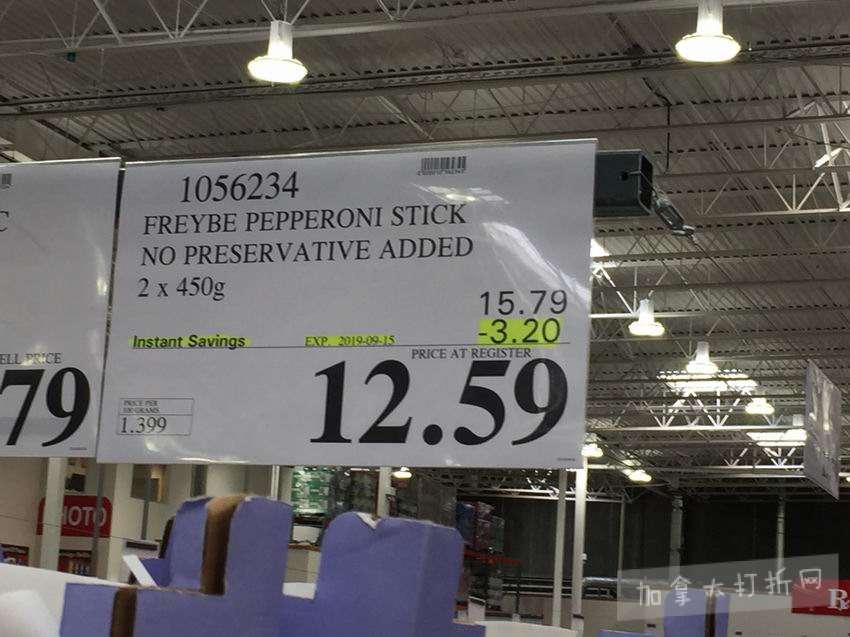 1056234
FREYBE PEPPERONI STICK
NO PRESERVATIVE ADDED
2 x 450g
15.79
Instant Savings EXP. 2019-09-15 -3.20
PRICE AT REGISTER
12.59
PRICE PER
100 GRAMS
1.399
C
ELL PRICE
79
HOTO
R
加拿大打折网